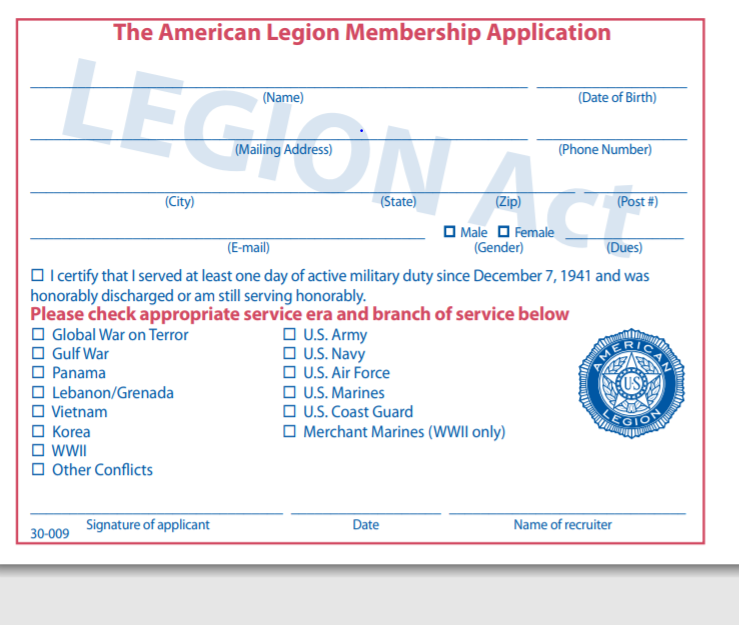 The American Legion Membership Application
LEGION Act
(Name) (Date of Birth)
(Mailing Address) (Phone Number)
(City) (State) (Zip) (Post #)
☐ Male ☐ Female
(E-mail) (Gender) (Dues)
☐ I certify that I served at least one day of active military duty since December 7, 1941 and was
honorably discharged or am still serving honorably.
Please check appropriate service era and branch of service below
☐ Global War on Terror ☐ U.S. Army
☐ Gulf War ☐ U.S. Navy
☐ Panama ☐ U.S. Air Force
☐ Lebanon/Grenada ☐ U.S. Marines
☐ Vietnam ☐ U.S. Coast Guard
☐ Korea ☐ Merchant Marines (WWII only)
☐ WWII
☐ Other Conflicts
AMERICAN
US
LEGION
Signature of applicant Date Name of recruiter
30-009